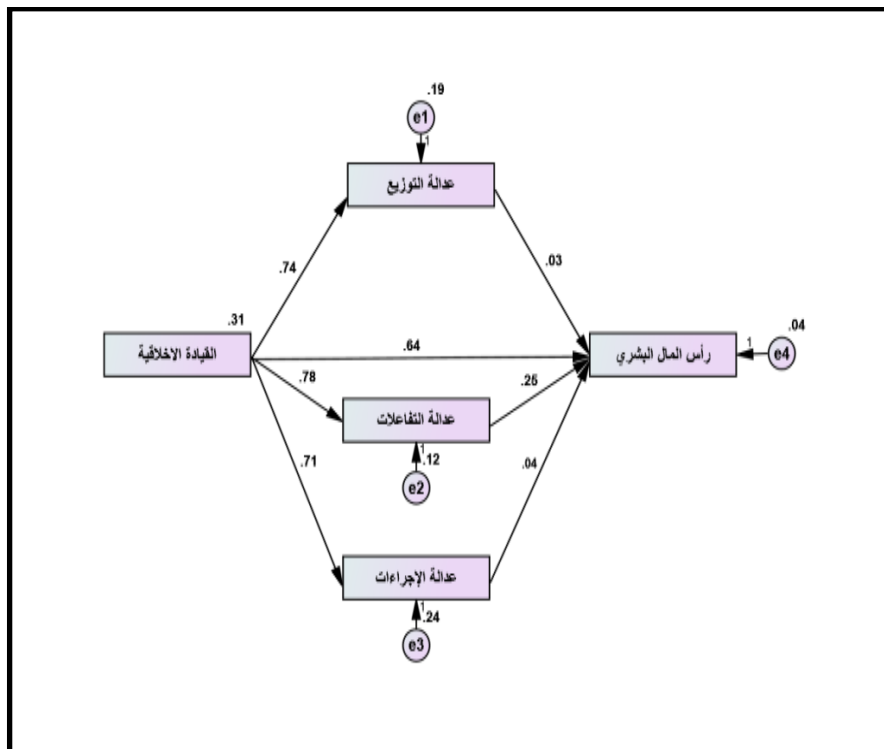 .19
e1
1
عدالة التوزيع
.74
.03
.31
القيادة الاخلاقية
.64
رأس المال البشري
1
.04
e4
.78
.25
عدالة التفاعلات
1
.12
e2
.71
.04
عدالة الإجراءات
1
.24
e3